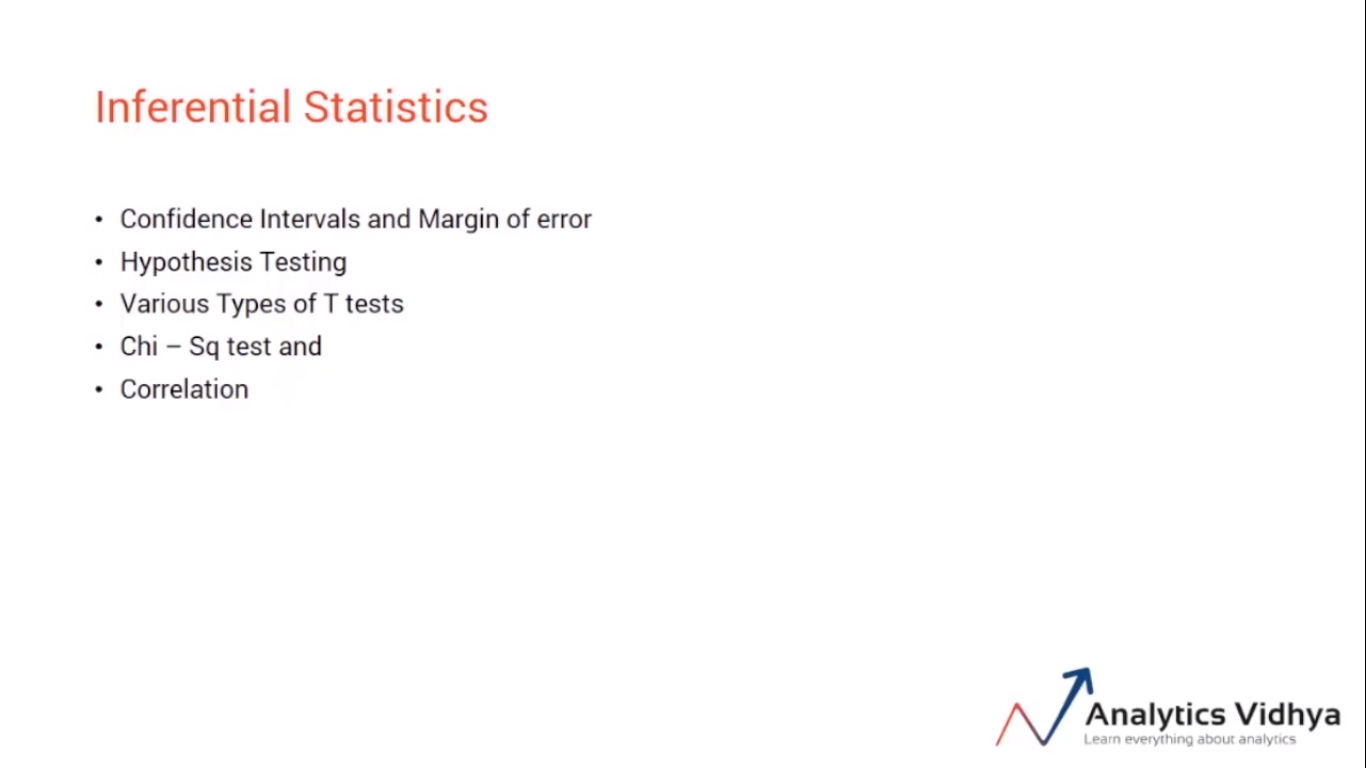 Inferential Statistics
• Confidence Intervals and Margin of error
• Hypothesis Testing
• Various Types of T tests
• Chi – Sq test and
• Correlation
Analytics Vidhya
Learn everything about analytics